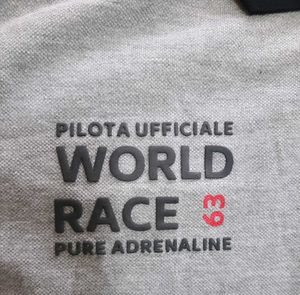 PILOTA UFFICIALE
WORLD
RACE 63
PURE ADRENALINE